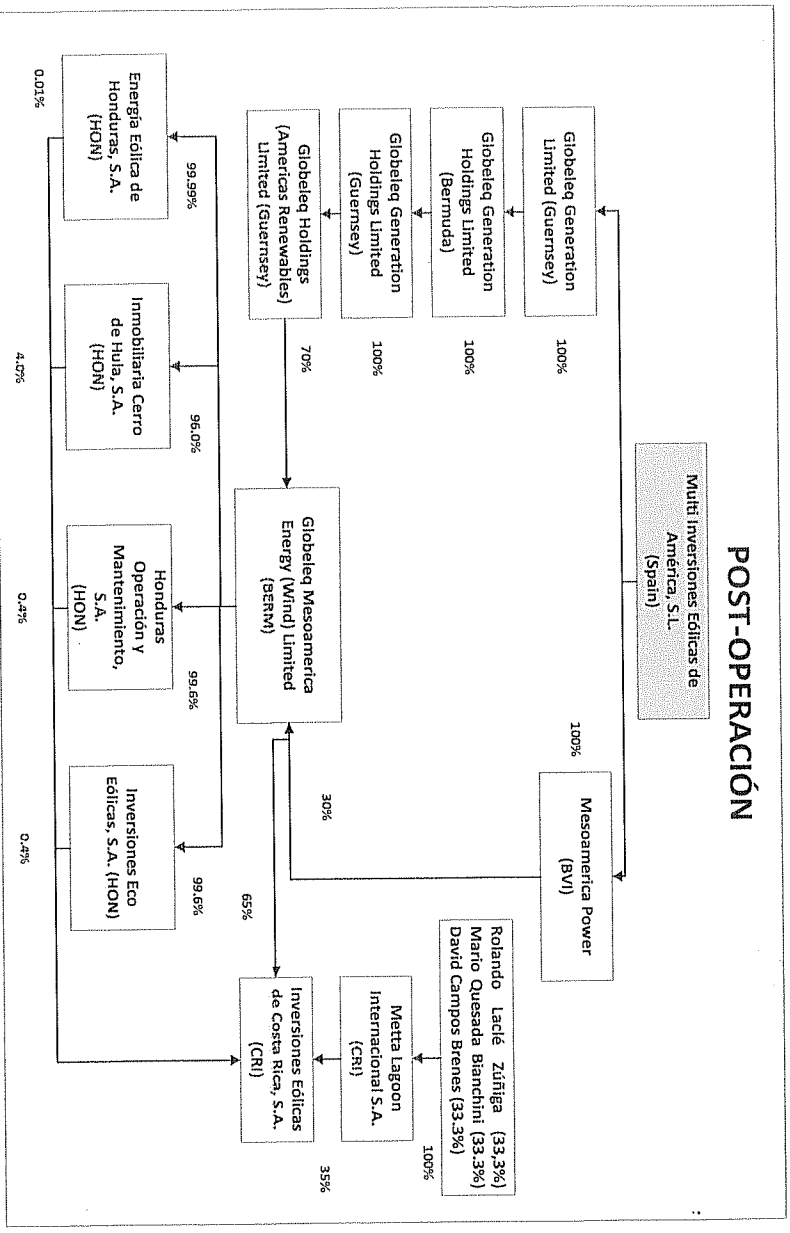 POST-OPERACIÓN
Multi Inversiones Eólicas de
América, S.L.
(Spain)
Globeleq Generation
Limited (Guernsey)
100%
Globeleq Generation
Holdings Limited
(Bermuda)
100%
Globeleq Generation
Holdings Limited
(Guernsey)
100%
Globeleq Holdings
(Americas Renewables)
Limited (Guernsey)
70%
100%
Mesoamerica Power
(BVI)
30%
Rolando Laclé Zúñiga (33,3%)
Mario Quesada Bianchini (33.3%)
David Campos Brenes (33.3%)
100%
Metta Lagoon
Internacional S.A.
(CRI)
35%
Globeleq Mesoamerica
Energy (Wind) Limited
(BERM)
65%
Inversiones Eólicas
de Costa Rica, S.A.
(CRI)
99.99%
96.0%
99.6%
99.6%
Energía Eólica de
Honduras, S.A.
(HON)
Inmobiliaria Cerro
de Hula, S.A.
(HON)
Honduras
Operación y
Mantenimiento,
S.A.
(HON)
Inversiones Eco
Eólicas, S.A. (HON)
0.01%
4.0%
0.4%
0.4%